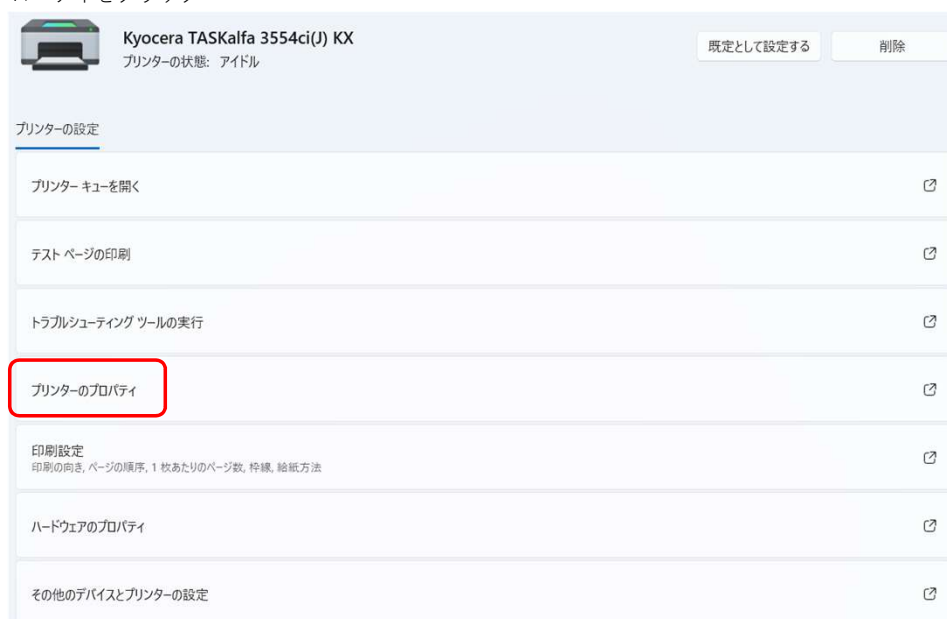 Kyocera TASKalfa 3554ci(J) KX
プリンターの状態: アイドル
既定として設定する
削除
プリンターの設定
プリンター キューを開く
テスト ページの印刷
トラブルシューティング ツールの実行
プリンターのプロパティ
印刷設定
印刷の向き, ページの順序, 1 枚あたりのページ数, 枠線, 給紙方法
ハードウェアのプロパティ
その他のデバイスとプリンターの設定